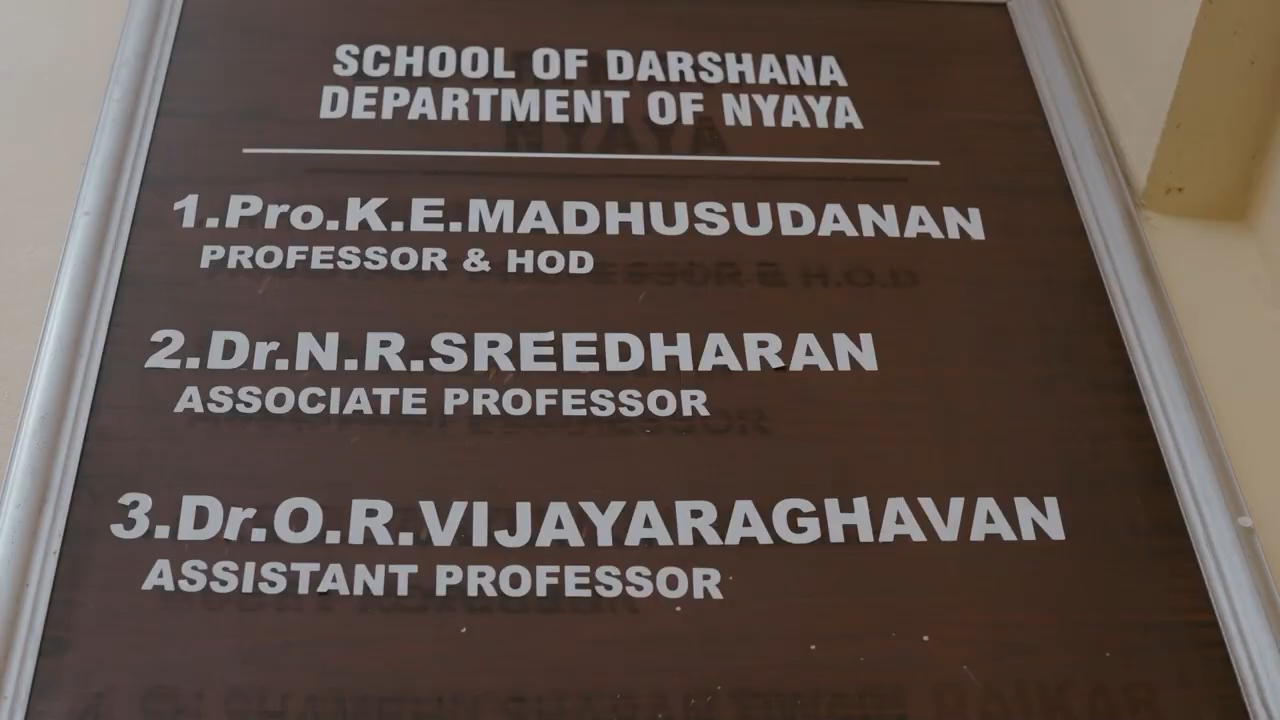 SCHOOL OF DARSHANA
DEPARTMENT OF NYAYA
1.Pro.K.E.MADHUSUDANAN
PROFESSOR & HOD
2.Dr.N.R.SREEDHARAN
ASSOCIATE PROFESSOR
3.Dr.O.R.VIJAYARAGHAVAN
ASSISTANT PROFESSOR